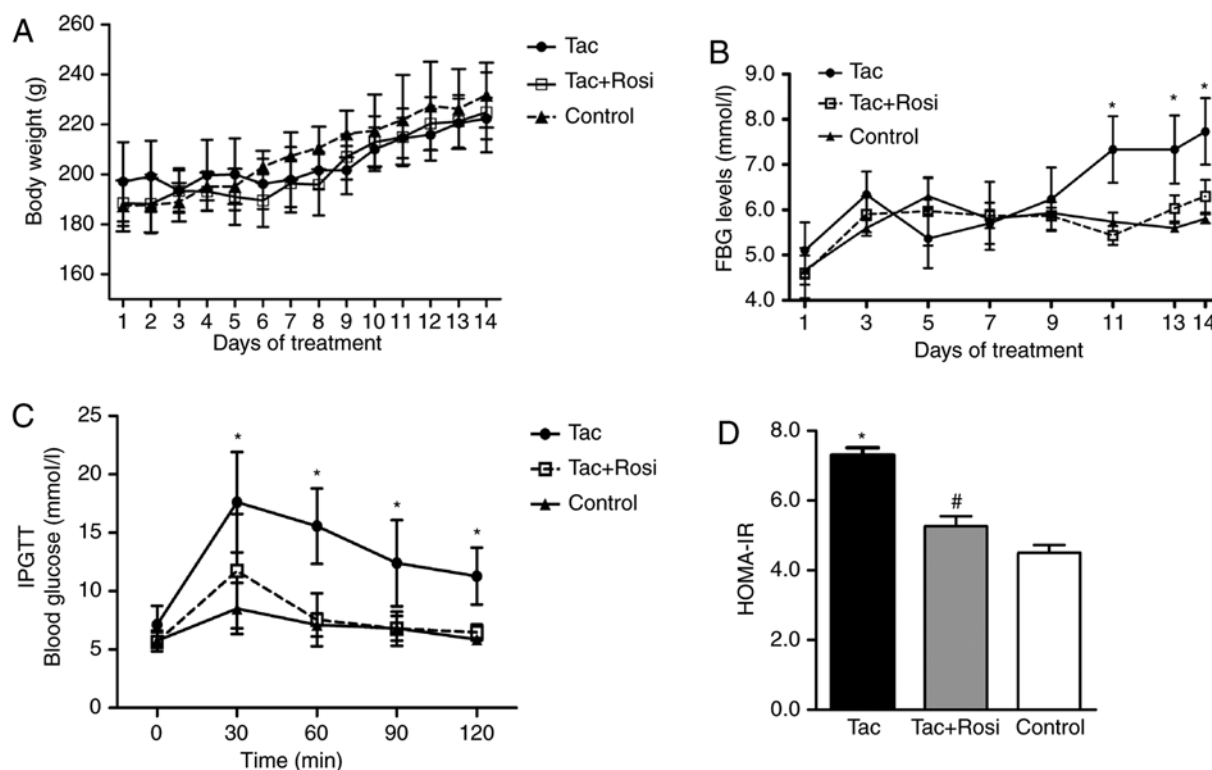 A
Body weight (g)
260
240
220
200
180
160
1 2 3 4 5 6 7 8 9 10 11 12 13 14
Days of treatment
Tac
Tac+Rosi
Control
B
FBG levels (mmol/l)
9.0
8.0
7.0
6.0
5.0
4.0
* * *
1 3 5 7 9 11 13 14
Days of treatment
Tac
Tac+Rosi
Control
C
IPGTT
Blood glucose (mmol/l)
25
20
15
10
5
0
* * * *
0 30 60 90 120
Time (min)
Tac
Tac+Rosi
Control
D
HOMA-IR
8.0
6.0
4.0
2.0
0.0
* #
Tac Tac+Rosi Control